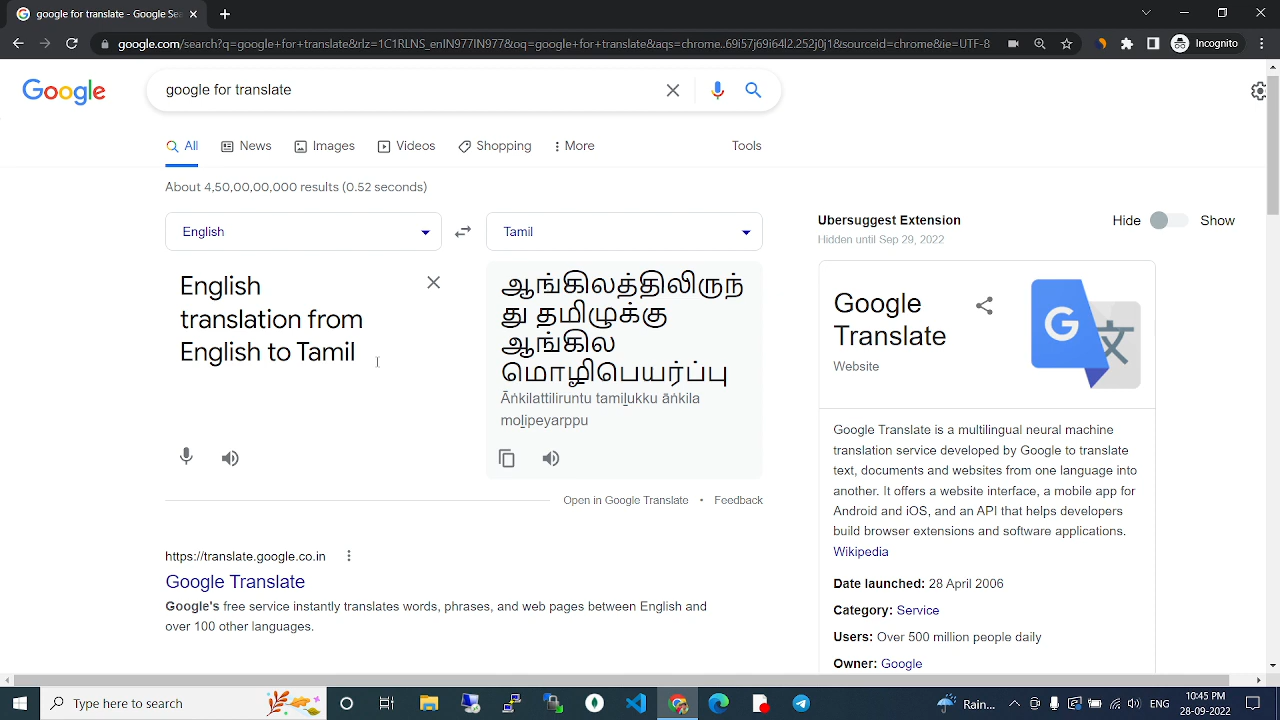 google for translate - Google Se
google.com/search?q=google+for+translate&rlz=1C1RLNS_enIN977IN977&oq=google+for+translate&aqs=chrome..69i57j69i64l2.252j0j1&sourceid=chrome&ie=UTF-8
Incognito
Google
google for translate
All
News
Images
Videos
Shopping
More
Tools
About 4,50,00,00,000 results (0.52 seconds)
English
Tamil
English
translation from
English to Tamil
ஆங்கிலத்திலிருந்
து தமிழுக்கு
ஆங்கில
மொழிபெயர்ப்பு
Āṅkilattiliruntu tamiḻukku āṅkila
moḻipeyarppu
Open in Google Translate • Feedback
https://translate.google.co.in
Google Translate
Google's free service instantly translates words, phrases, and web pages between English and
over 100 other languages.
Ubersuggest Extension
Hide
Show
Hidden until Sep 29, 2022
Google
Translate
Website
G
文
Google Translate is a multilingual neural machine
translation service developed by Google to translate
text, documents and websites from one language into
another. It offers a website interface, a mobile app for
Android and iOS, and an API that helps developers
build browser extensions and software applications.
Wikipedia
Date launched: 28 April 2006
Category: Service
Users: Over 500 million people daily
Owner: Google
Type here to search
Rain...
ENG
10:45 PM
28-09-2022